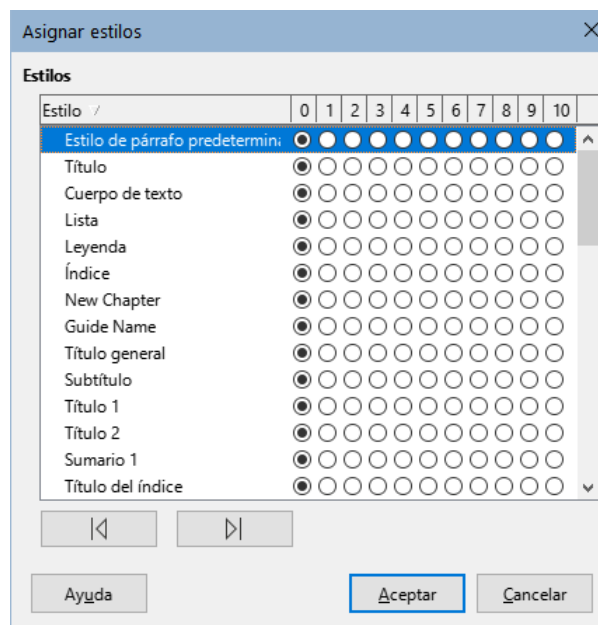 Asignar estilos
Estilos
Estilo 0 1 2 3 4 5 6 7 8 9 10
Estilo de párrafo predetermina
Título
Cuerpo de texto
Lista
Leyenda
Índice
New Chapter
Guide Name
Título general
Subtítulo
Título 1
Título 2
Sumario 1
Título del índice
Ayuda Aceptar Cancelar